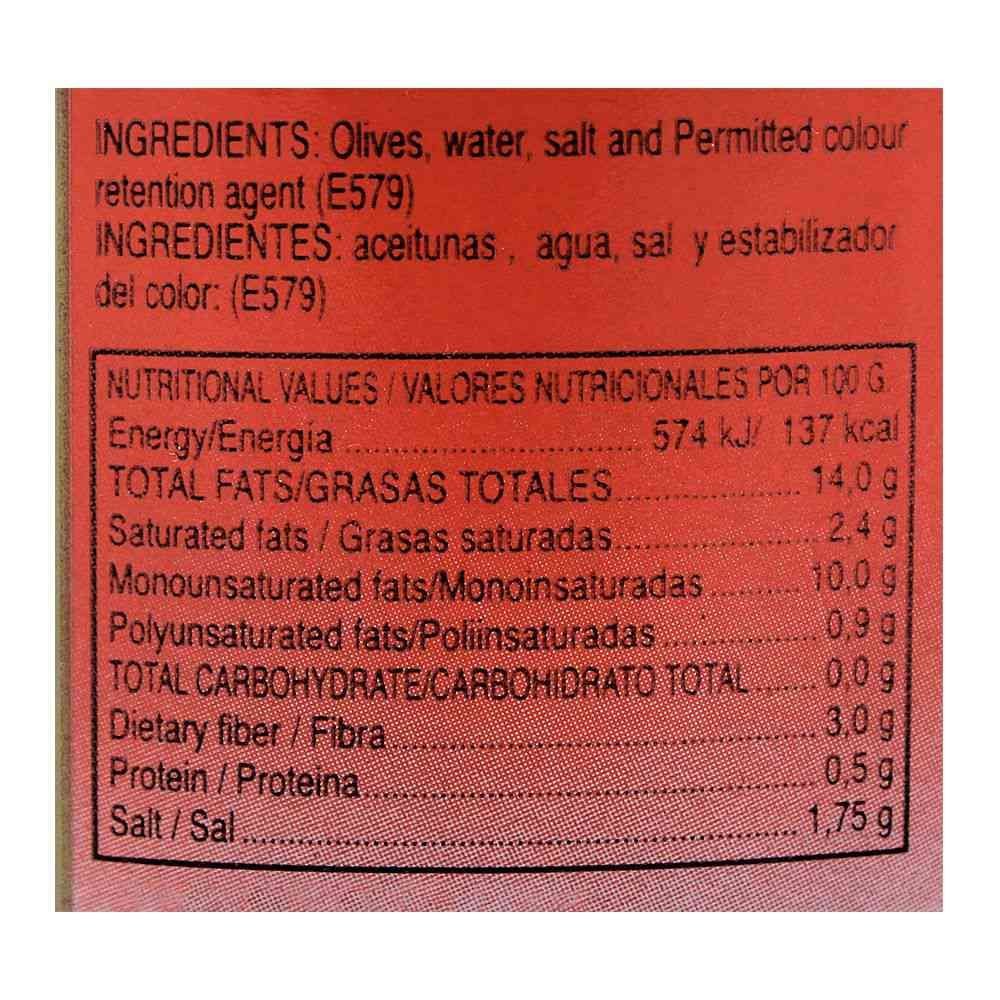 INGREDIENTS: Olives, water, salt and Permitted colour
retention agent (E579)
INGREDIENTES: aceitunas , agua, sal y estabilizador
del color: (E579)
NUTRITIONAL VALUES / VALORES NUTRICIONALES POR 100 G.
Energy/Energía .............................. 574 kJ/ 137 kcal
TOTAL FATS/GRASAS TOTALES.................. 14,0 g
Saturated fats / Grasas saturadas.................... 2,4 g
Monounsaturated fats/Monoinsaturadas .......... 10.0 g
Polyunsaturated fats/Poliinsaturadas ............... 0,9 g
TOTAL CARBOHYDRATE/CARBOHIDRATO TOTAL....... 0,0 g
Dietary fiber / Fibra.......................................... 3,0 g
Protein / Proteina............................................. 0,5 g
Salt / Sal ....................................................... 1,75 g